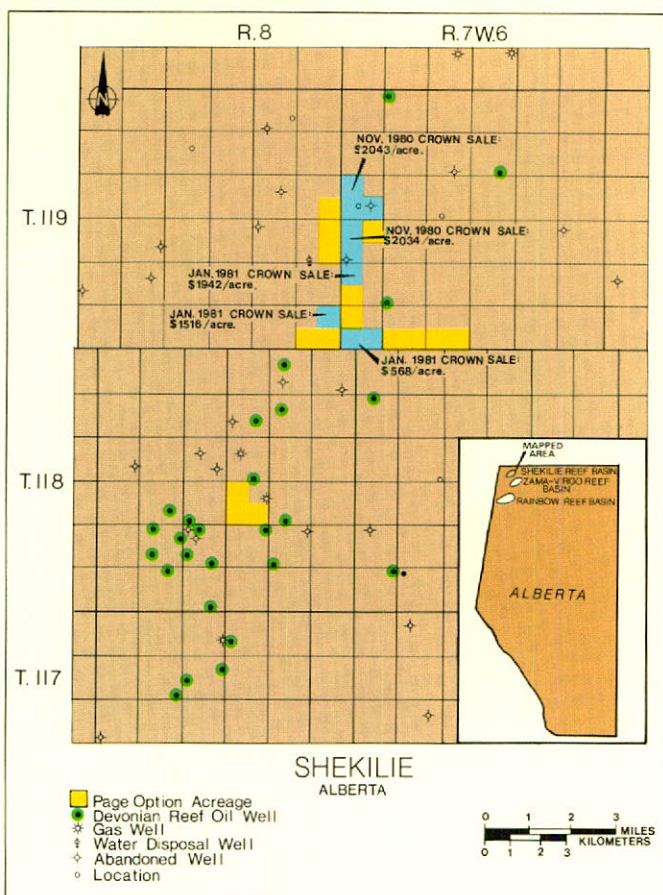 R.8 R.7W.6
N
NOV, 1980 CROWN SALE:
$2043/acre.
T.119
NOV, 1980 CROWN SALE:
$2034/acre.
JAN, 1981 CROWN SALE:
$1942/acre.
JAN. 1981 CROWN SALE:
$1516/acre.
JAN. 1981 CROWN SALE:
$568/acre.
MAPPED
AREA
SHEKILIE REEF BASIN
ZAMA-VIRGO REEF
BASIN
RAINBOW REEF BASIN
ALBERTA
T.118
T.117
SHEKILIE
ALBERTA
Page Option Acreage
Devonian Reef Oil Well
Gas Well
Water Disposal Well
Abandoned Well
Location
0 1 2 3
MILES
KILOMETERS
0 1 2 3